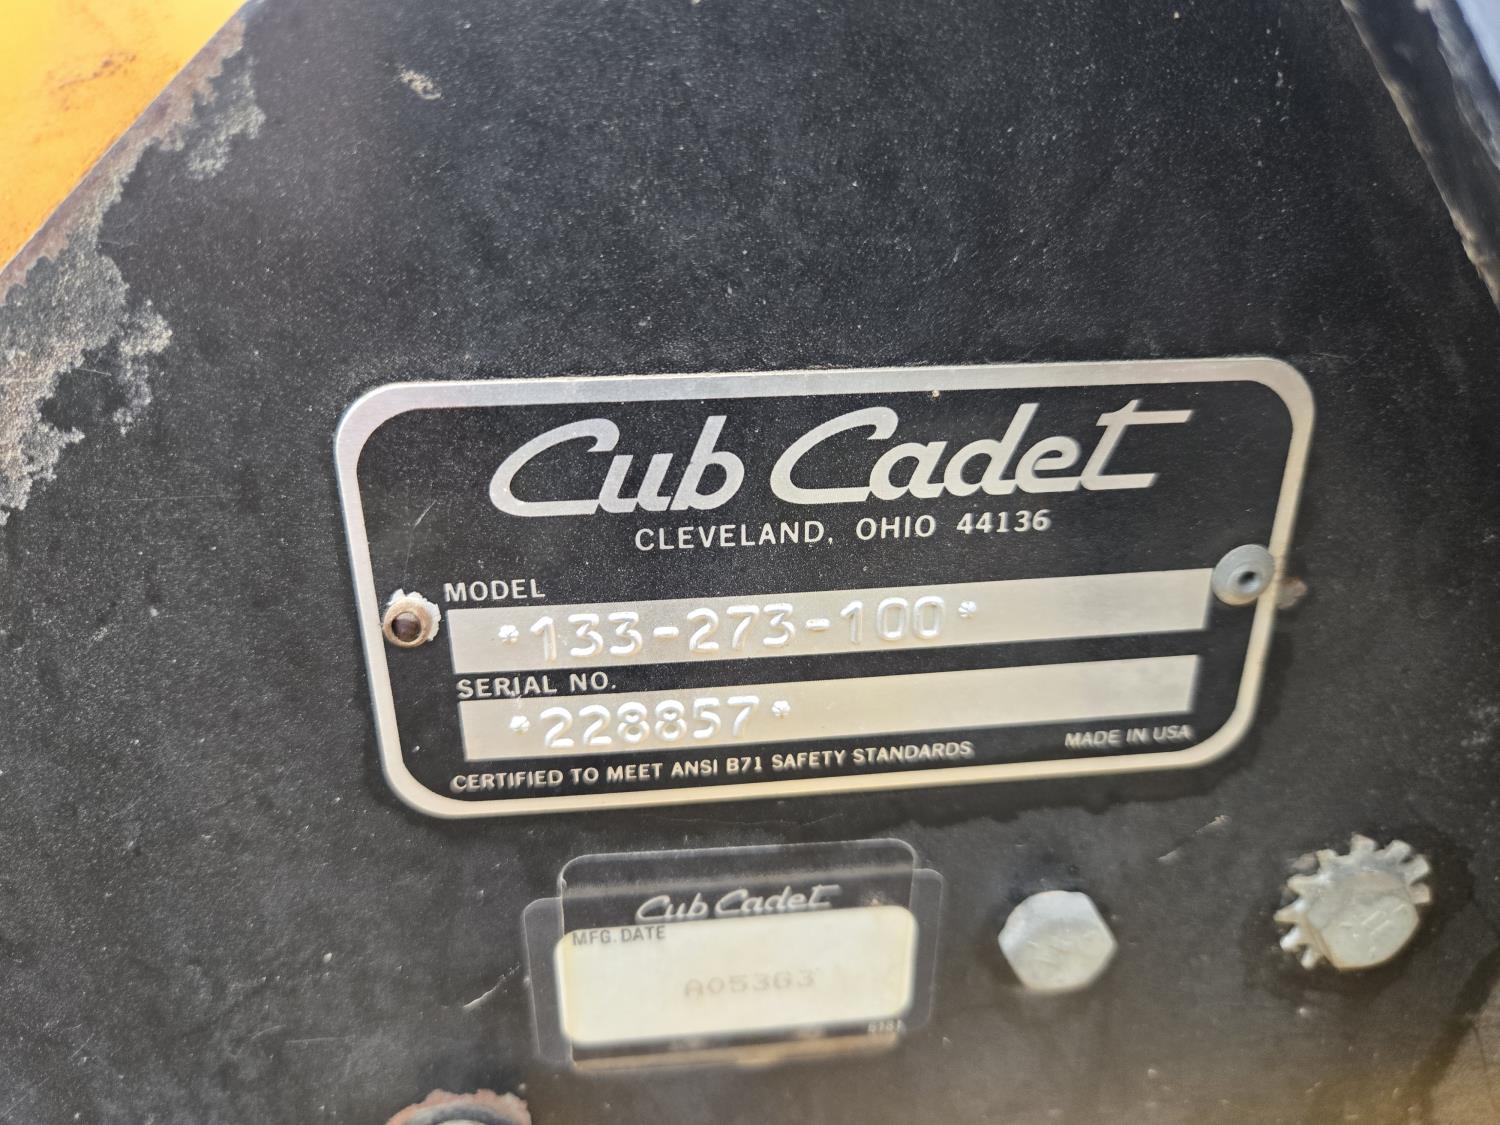 Cub Cadet
CLEVELAND, OHIO 44136
MODEL
*133-273-100*
SERIAL NO.
*228857*
CERTIFIED TO MEET ANSI B71 SAFETY STANDARDS
MADE IN USA
Cub Cadet
MFG. DATE
A053G3